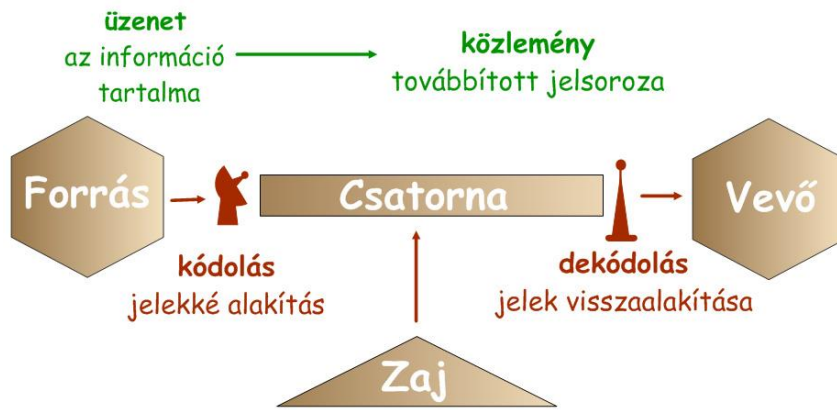 üzenet
az információ
tartalma
közlemény
továbbított jelsoroza
Forrás
Csatorna
Vevő
kódolás
jelekké alakítás
dekódolás
jelek visszaalakítása
Zaj